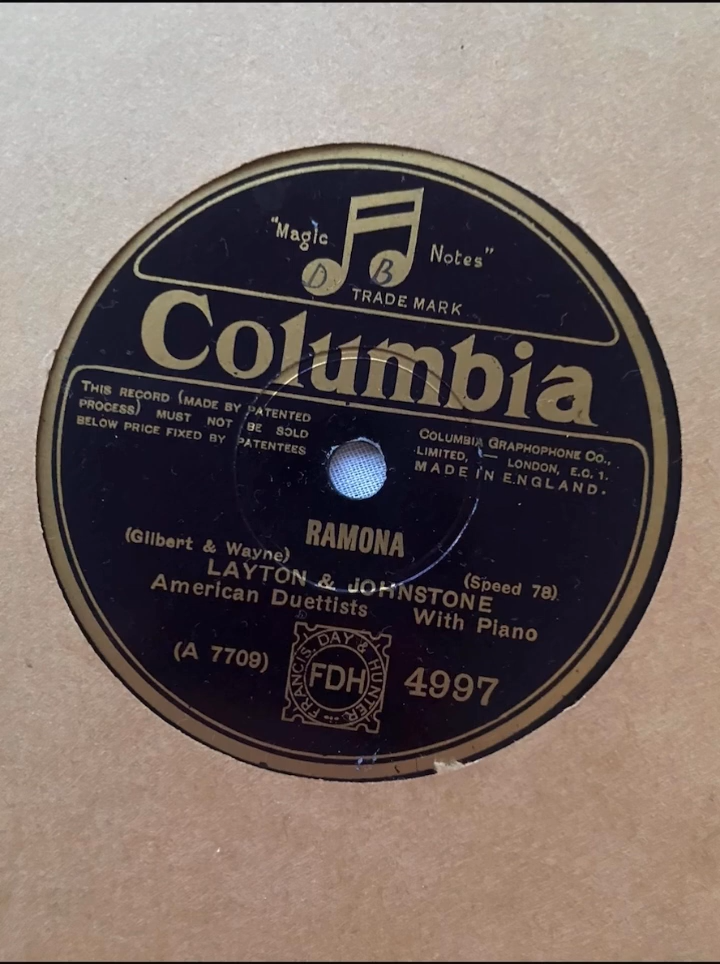 "Magic Notes"
D B
TRADE MARK
Columbia
THIS RECORD (MADE BY PATENTED
PROCESS) MUST NOT BE SOLD
BELOW PRICE FIXED BY PATENTEES
COLUMBIA GRAPHOPHONE CO.,
LIMITED, — LONDON, E.C. 1.
MADE IN ENGLAND.
RAMONA
(Gilbert & Wayne)
(Speed 78)
LAYTON & JOHNSTONE
American Duettists With Piano
(A 7709)
FRANCIS, DAY & HUNTER
FDH
4997